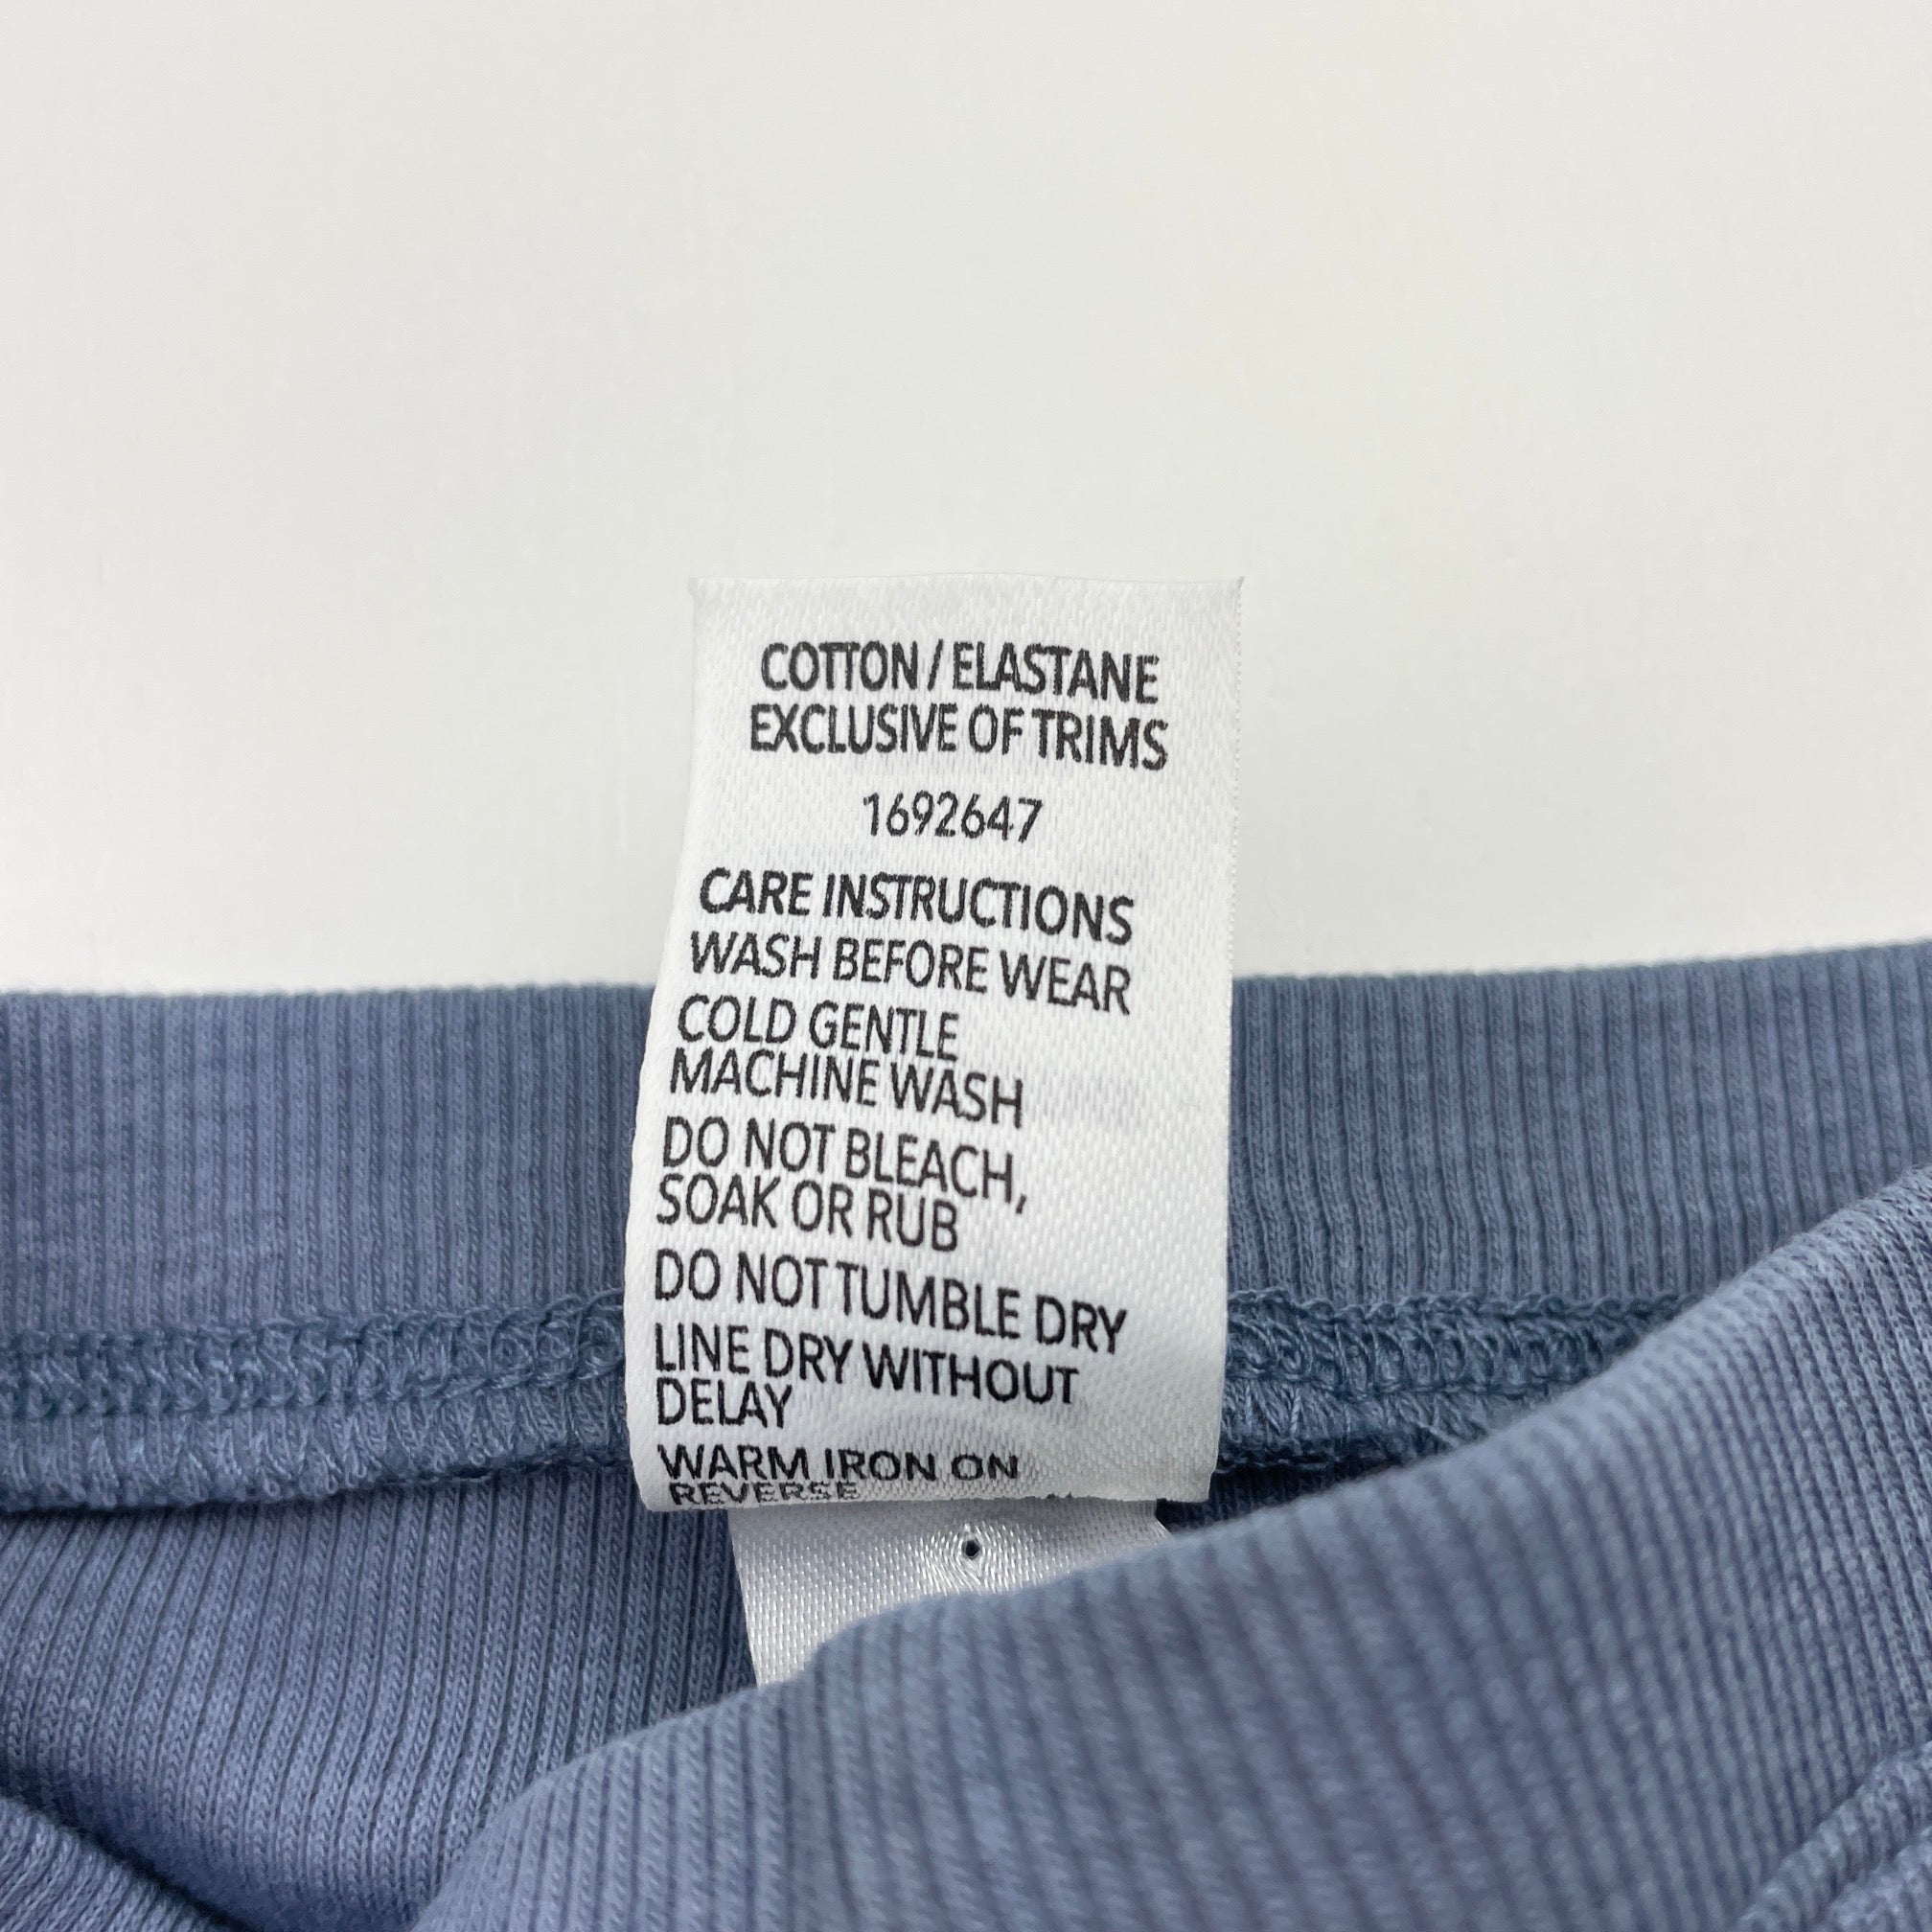 COTTON / ELASTANE
EXCLUSIVE OF TRIMS
1692647
CARE INSTRUCTIONS
WASH BEFORE WEAR
COLD GENTLE
MACHINE WASH
DO NOT BLEACH,
SOAK OR RUB
DO NOT TUMBLE DRY
LINE DRY WITHOUT
DELAY
WARM IRON ON
REVERSE